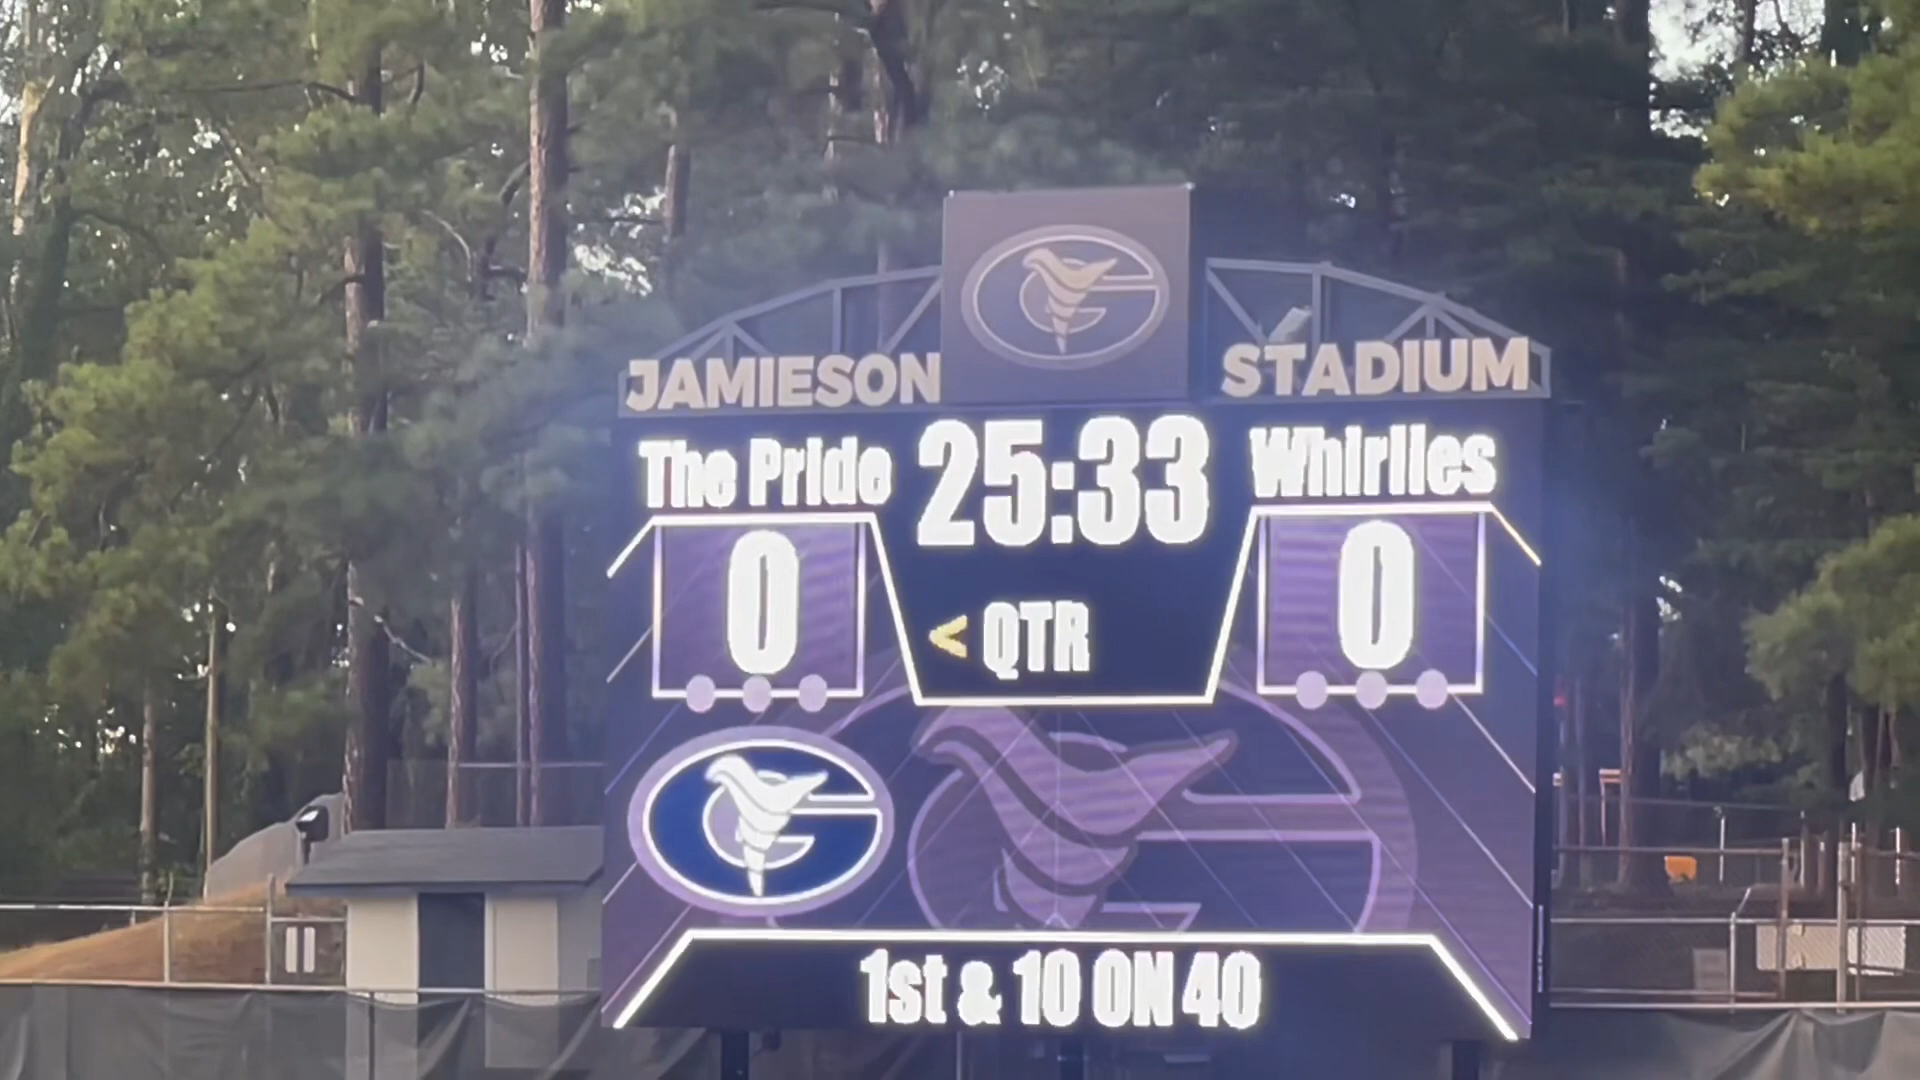 JAMIESON STADIUM
The Pride 25:33 Whirlies
0 < QTR 0
1st & 10 ON 40